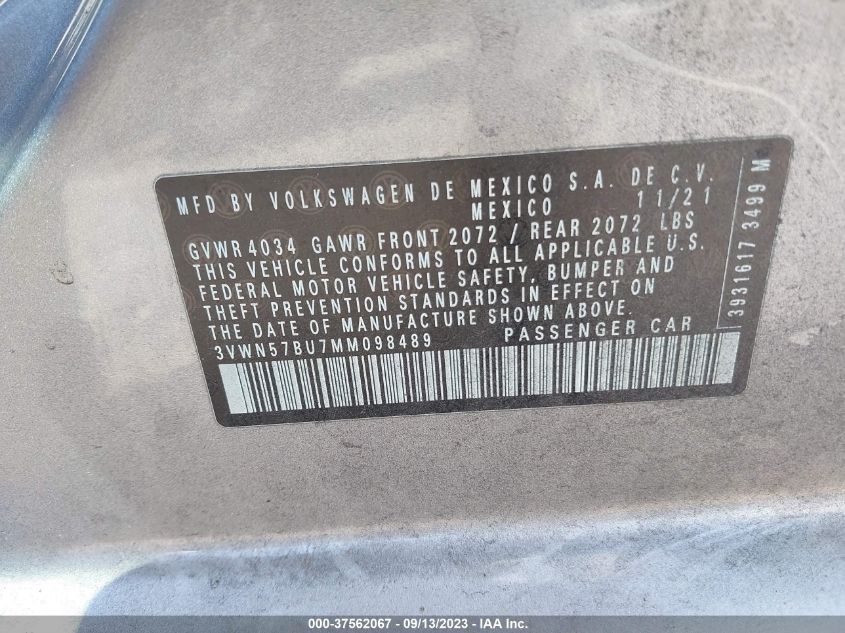 MFD BY VOLKSWAGEN DE MEXICO S.A. DE C.V.
MEXICO 11/21
GVWR 4034 GAWR FRONT 2072 / REAR 2072 LBS
THIS VEHICLE CONFORMS TO ALL APPLICABLE U.S.
FEDERAL MOTOR VEHICLE SAFETY, BUMPER AND
THEFT PREVENTION STANDARDS IN EFFECT ON
THE DATE OF MANUFACTURE SHOWN ABOVE.
3VWN57BU7MM098489 PASSENGER CAR
3931617 3499 M
000-37562067 - 09/13/2023 - IAA Inc.